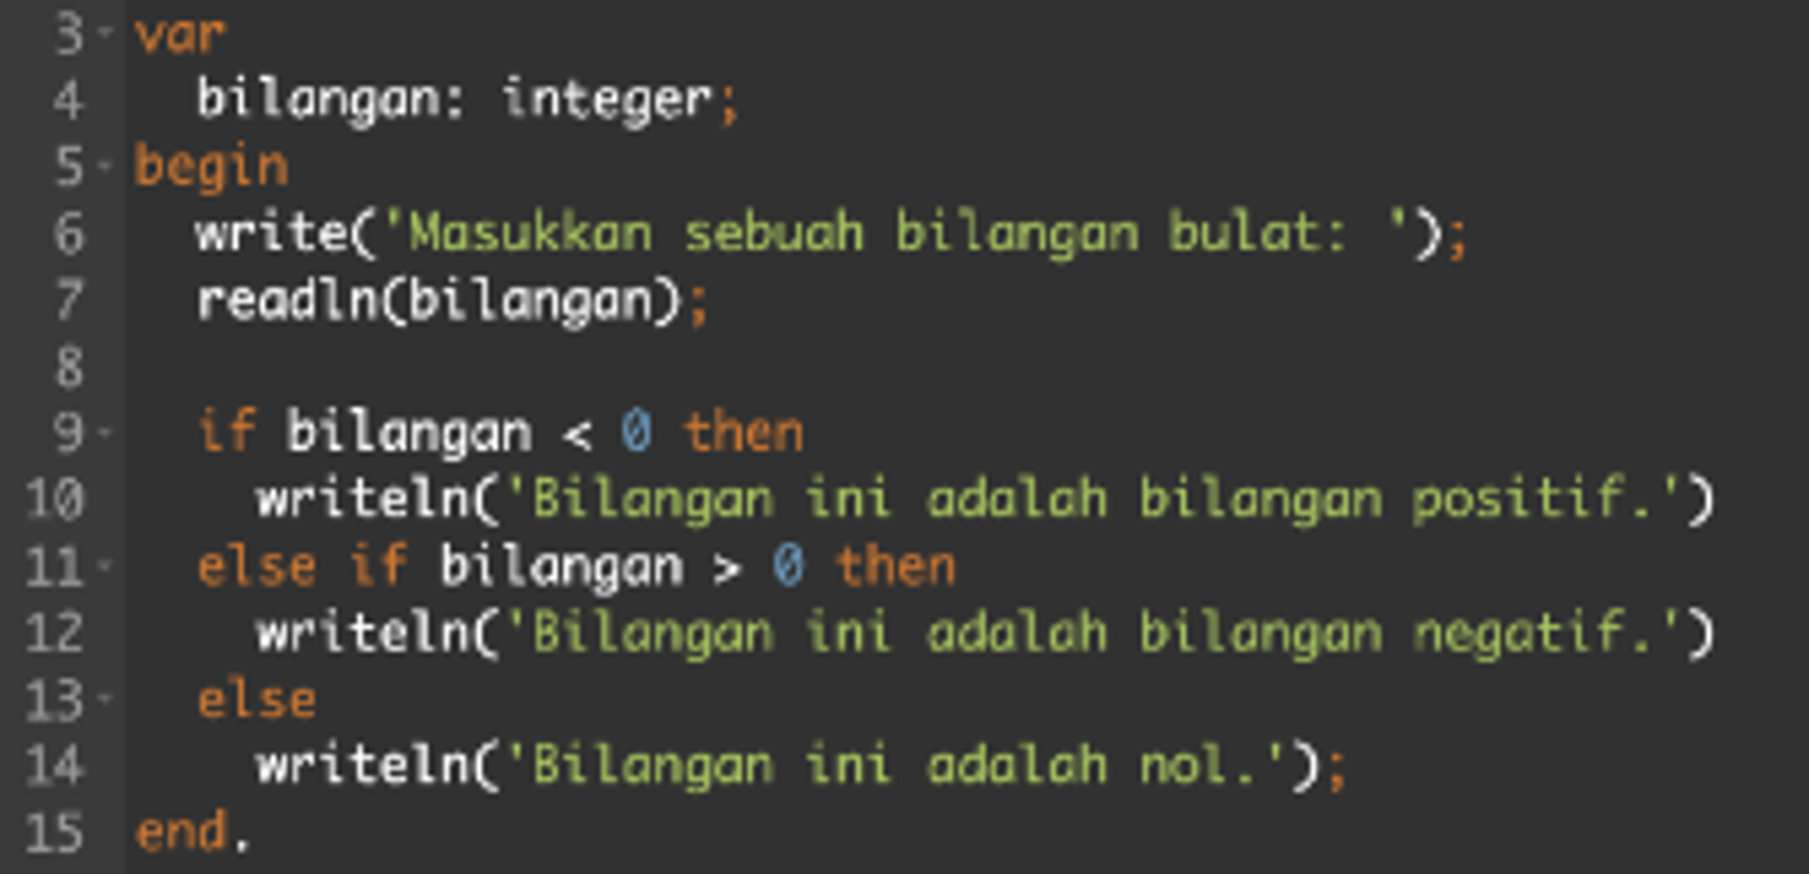 3 var
4   bilangan: integer;
5 begin
6   write('Masukkan sebuah bilangan bulat: ');
7   readln(bilangan);
8
9   if bilangan < 0 then
10    writeln('Bilangan ini adalah bilangan positif.')
11  else if bilangan > 0 then
12    writeln('Bilangan ini adalah bilangan negatif.')
13  else
14    writeln('Bilangan ini adalah nol.');
15 end.